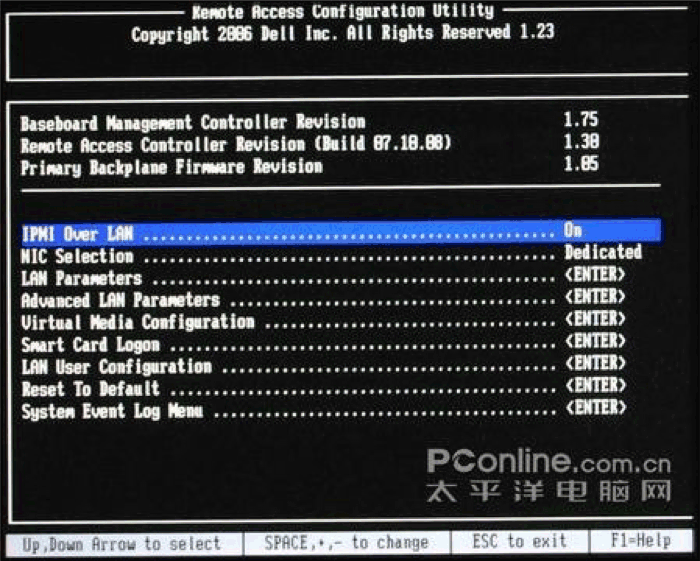 Remote Access Configuration Utility
Copyright 2006 Dell Inc. All Rights Reserved 1.23
Baseboard Management Controller Revision 1.75
Remote Access Controller Revision (Build 07.10.08) 1.30
Primary Backplane Firmware Revision 1.05
IPMI Over LAN ................................................ On
NIC Selection ................................................ Dedicated
LAN Parameters ............................................... <ENTER>
Advanced LAN Parameters ...................................... <ENTER>
Virtual Media Configuration .................................. <ENTER>
Smart Card Logon ............................................. <ENTER>
LAN User Configuration ....................................... <ENTER>
Reset To Default ............................................. <ENTER>
System Event Log Menu ........................................ <ENTER>
PConline.com.cn
太平洋电脑网
Up,Down Arrow to select SPACE,+,- to change ESC to exit F1=Help